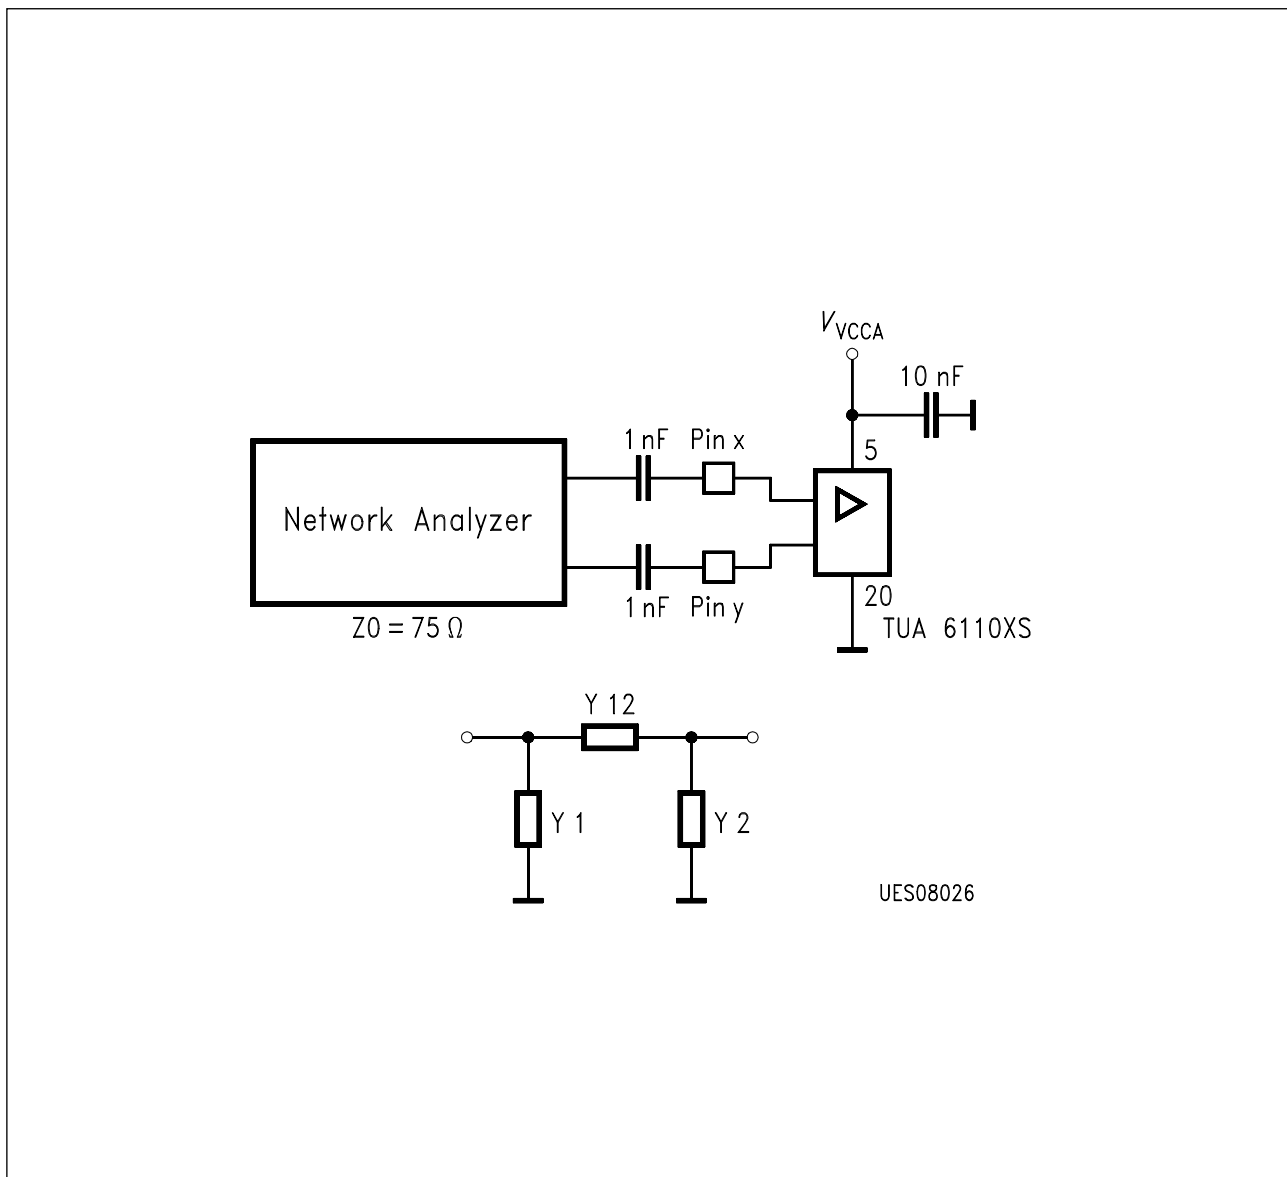 V VCCA
10 nF
1 nF Pin x
5
Network Analyzer
1 nF Pin y
20
Z0 = 75 Ω
TUA 6110XS
Y 12
Y 1
Y 2
UES08026